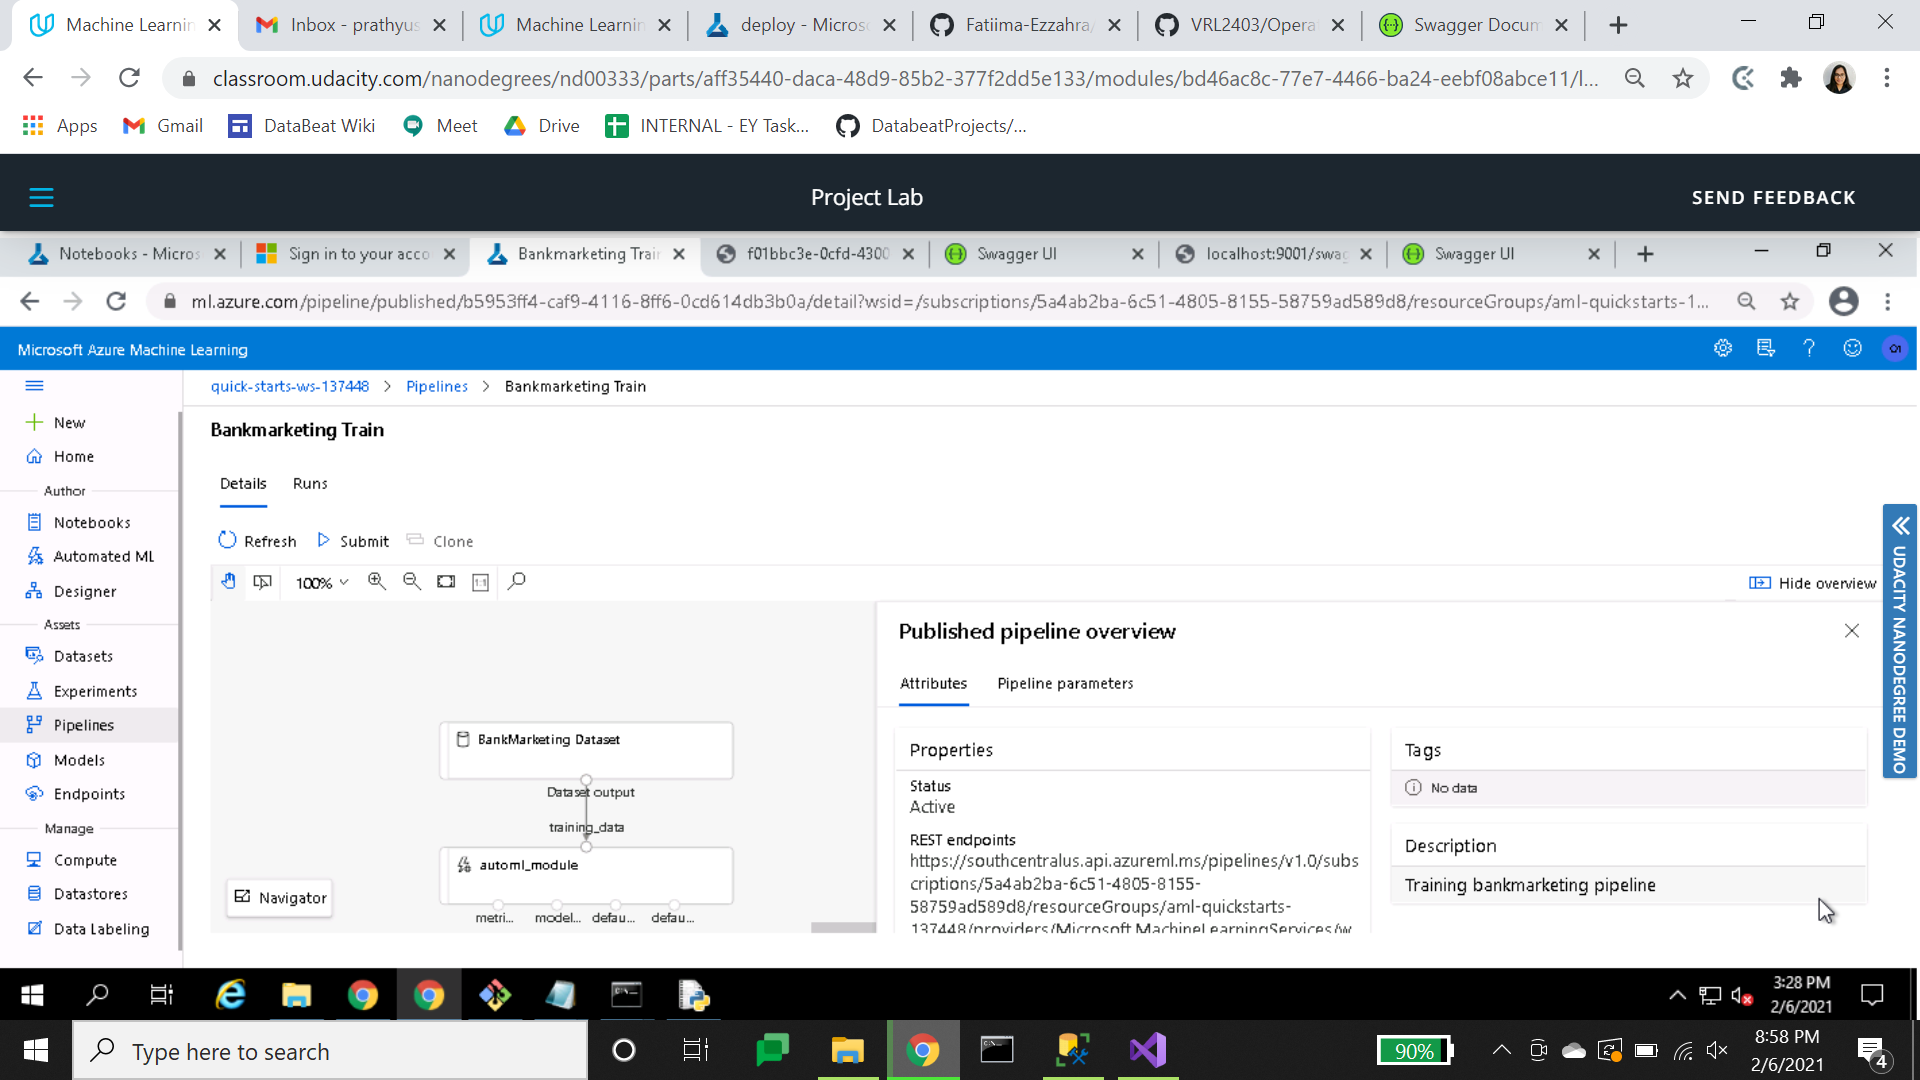 Machine Learnin
Inbox - prathyus
Machine Learnin
deploy - Micros
Fatiima-Ezzahra/
VRL2403/Opera
Swagger Docum
classroom.udacity.com/nanodegrees/nd00333/parts/aff35440-daca-48d9-85b2-377f2dd5e133/modules/bd46ac8c-77e7-4466-ba24-eebf08abce11/l...
Apps
Gmail
DataBeat Wiki
Meet
Drive
INTERNAL - EY Task...
DatabeatProjects/...
Project Lab
SEND FEEDBACK
Notebooks - Micros
Sign in to your acco
Bankmarketing Trair
f01bbc3e-0cfd-4300
Swagger UI
localhost:9001/swag
Swagger UI
ml.azure.com/pipeline/published/b5953ff4-caf9-4116-8ff6-0cd614db3b0a/detail?wsid=/subscriptions/5a4ab2ba-6c51-4805-8155-58759ad589d8/resourceGroups/aml-quickstarts-1...
Microsoft Azure Machine Learning
quick-starts-ws-137448 > Pipelines > Bankmarketing Train
New
Home
Author
Notebooks
Automated ML
Designer
Assets
Datasets
Experiments
Pipelines
Models
Endpoints
Manage
Compute
Datastores
Data Labeling
Bankmarketing Train
Details
Runs
Refresh
Submit
Clone
100%
1:1
Hide overview
BankMarketing Dataset
Dataset output
training_data
automl_module
metri...
model...
defau...
defau...
Navigator
Published pipeline overview
Attributes
Pipeline parameters
Properties
Status
Active
REST endpoints
https://southcentralus.api.azureml.ms/pipelines/v1.0/subs
criptions/5a4ab2ba-6c51-4805-8155-
58759ad589d8/resourceGroups/aml-quickstarts-
137448/providers/Microsoft.MachineLearningServices/w
Tags
No data
Description
Training bankmarketing pipeline
UDACITY NANODEGREE DEMO
3:28 PM
2/6/2021
Type here to search
90%
8:58 PM
2/6/2021
4